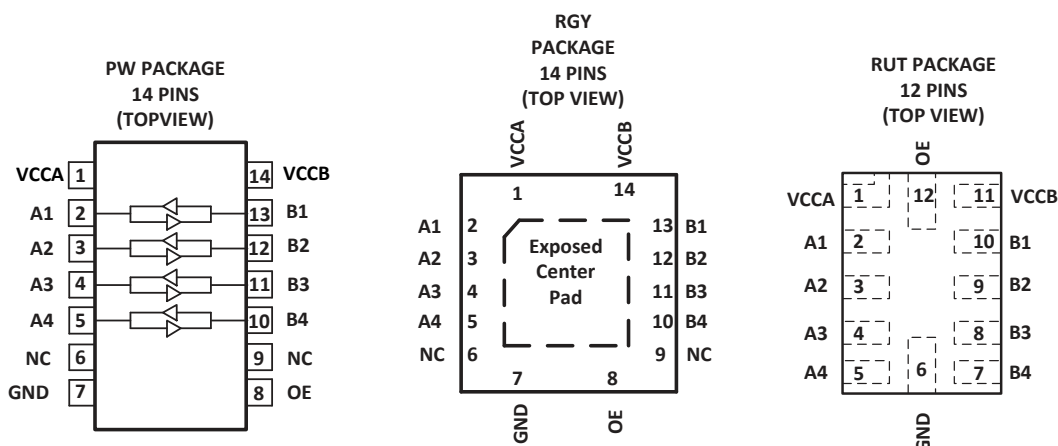 PW PACKAGE
14 PINS
(TOPVIEW)
VCCA 1 14 VCCB
A1 2 13 B1
A2 3 12 B2
A3 4 11 B3
A4 5 10 B4
NC 6 9 NC
GND 7 8 OE
RGY
PACKAGE
14 PINS
(TOP VIEW)
VCCA VCCB
1 14
A1 2 13 B1
A2 3 12 B2
A3 4 11 B3
A4 5 10 B4
NC 6 9 NC
Exposed
Center
Pad
7 8
GND OE
RUT PACKAGE
12 PINS
(TOP VIEW)
OE
VCCA 1 12 11 VCCB
A1 2 10 B1
A2 3 9 B2
A3 4 8 B3
A4 5 6 7 B4
GND